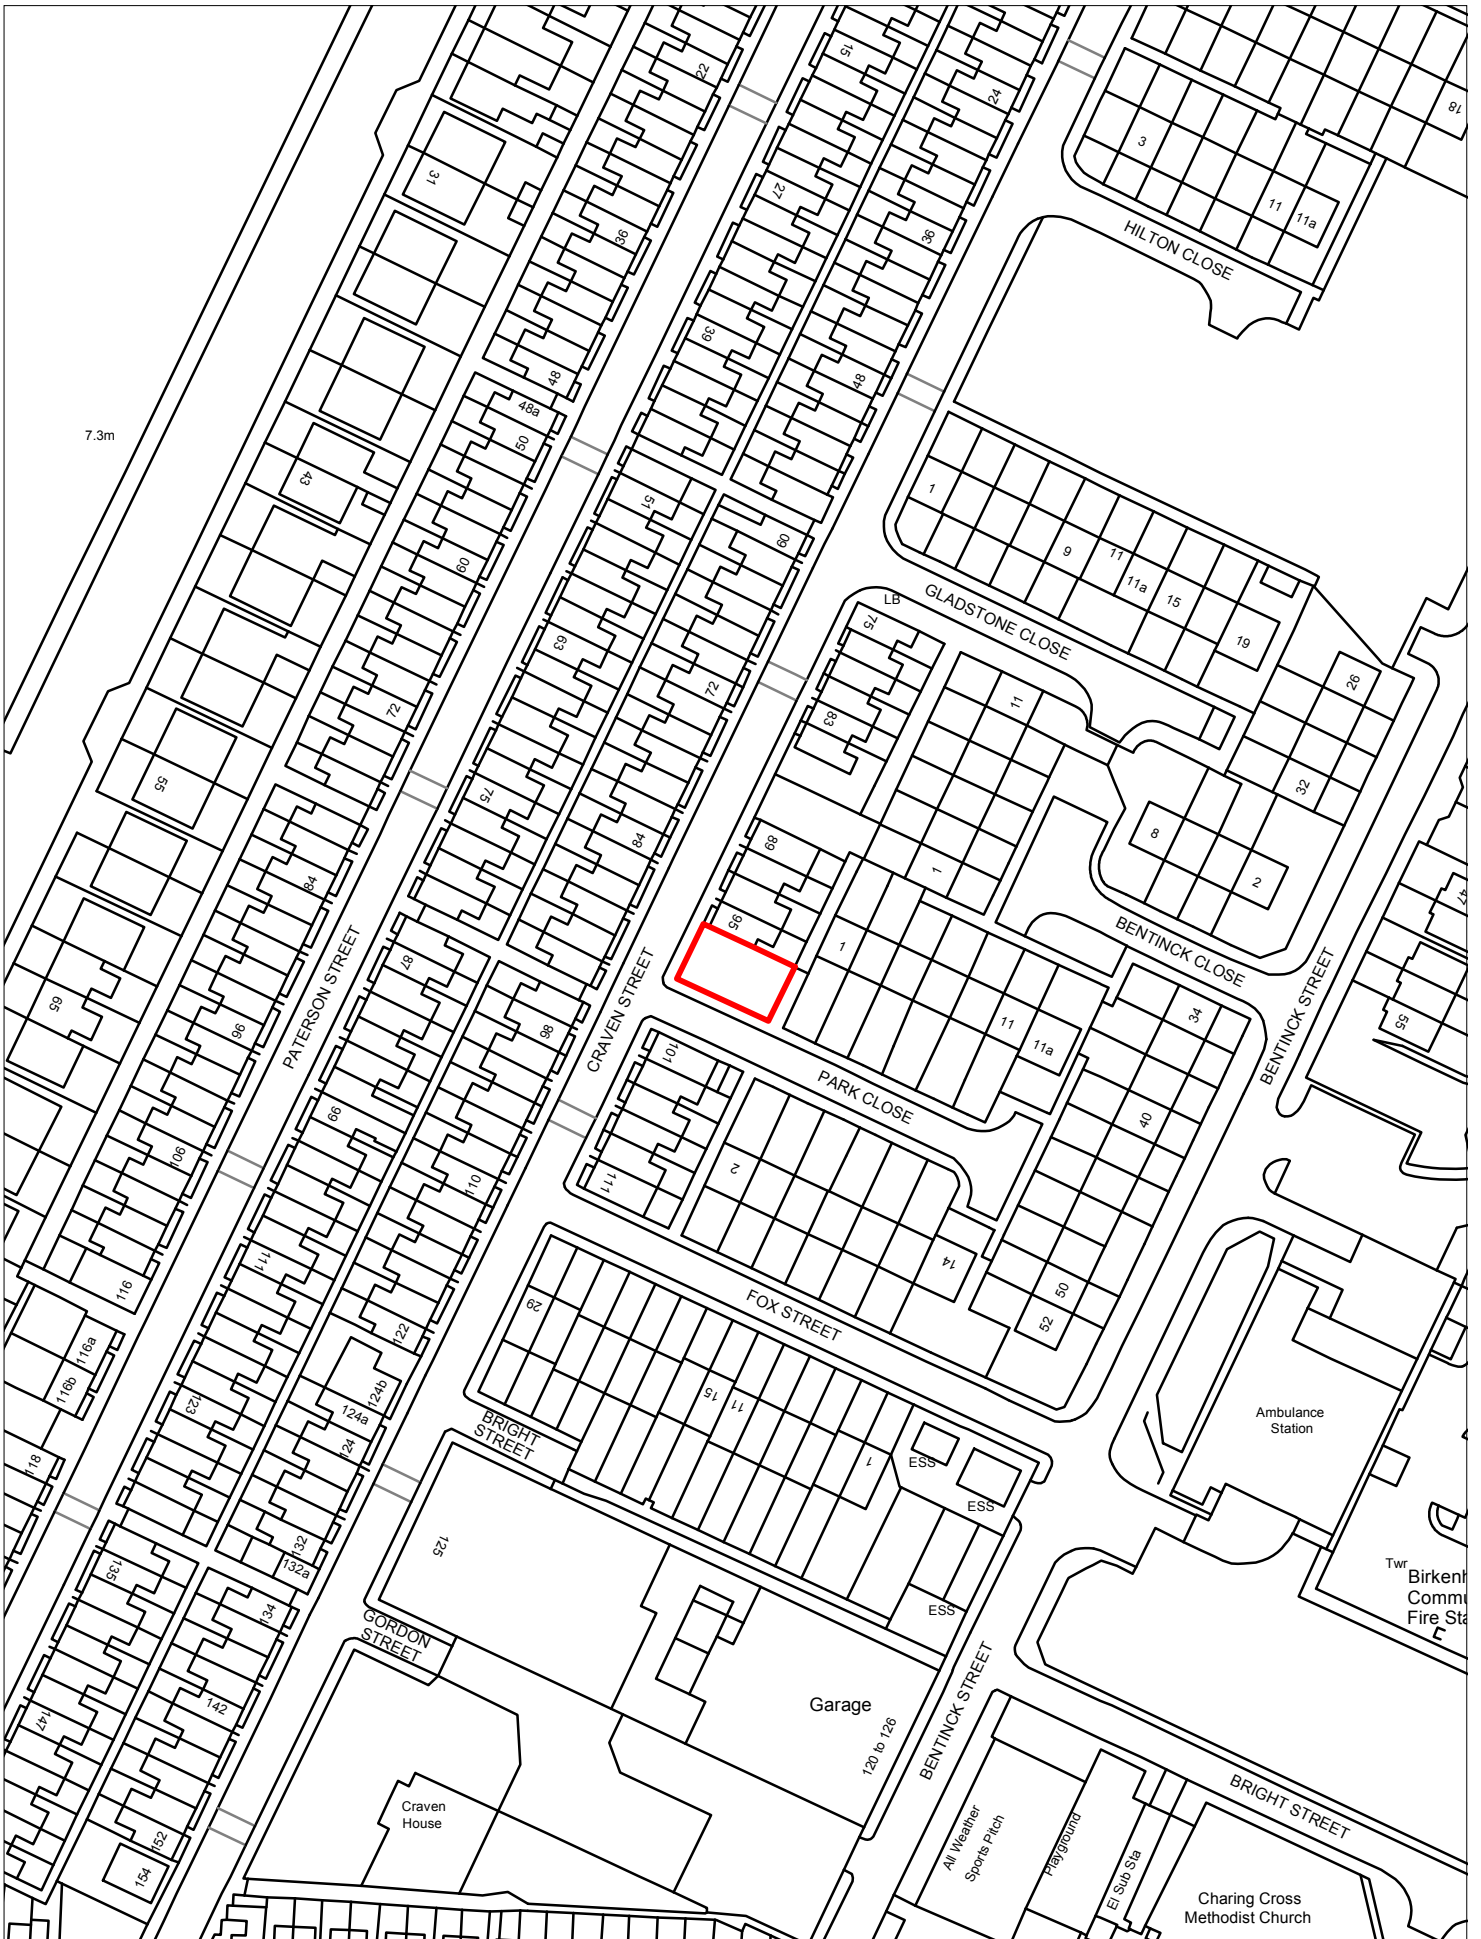 22
15
24
18
3
31
27
11
11a
36
36
HILTON CLOSE
39
48
48
48a
50
7.3m
43
51
1
60
9
11
11a
15
60
LB
GLADSTONE CLOSE
75
63
19
26
72
72
11
83
55
32
75
84
8
89
1
2
84
47
95
87
1
BENTINCK CLOSE
65
PATERSON STREET
CRAVEN STREET
BENTINCK STREET
96
98
11
34
55
11a
101
PARK CLOSE
99
40
106
110
2
111
111
14
116
50
29
FOX STREET
52
116a
122
116b
124b
15
11
123
124a
BRIGHT
STREET
124
1
Ambulance
Station
118
ESS
ESS
125
132
132a
135
Twr
Birkenh
Commu
Fire Sta
134
GORDON
STREET
ESS
142
147
Garage
120 to 126
BENTINCK STREET
BRIGHT STREET
Craven
House
All Weather
Sports Pitch
Playground
152
154
El Sub Sta
Charing Cross
Methodist Church